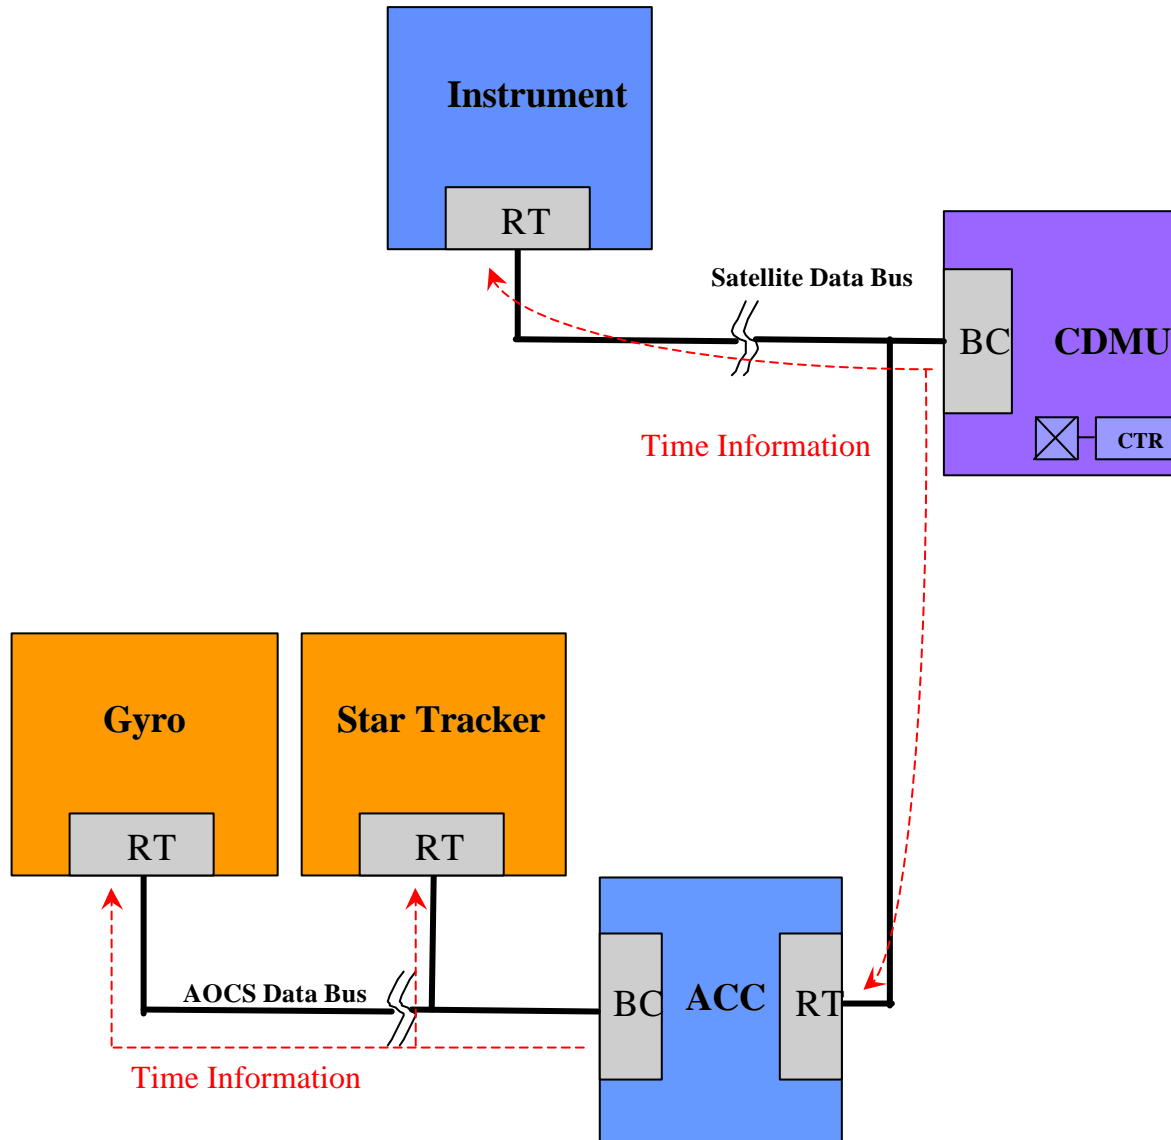 Instrument
RT
Satellite Data Bus
BC
CDMU
CTR
Time Information
Gyro
Star Tracker
RT
RT
AOCS Data Bus
BC
ACC
RT
Time Information